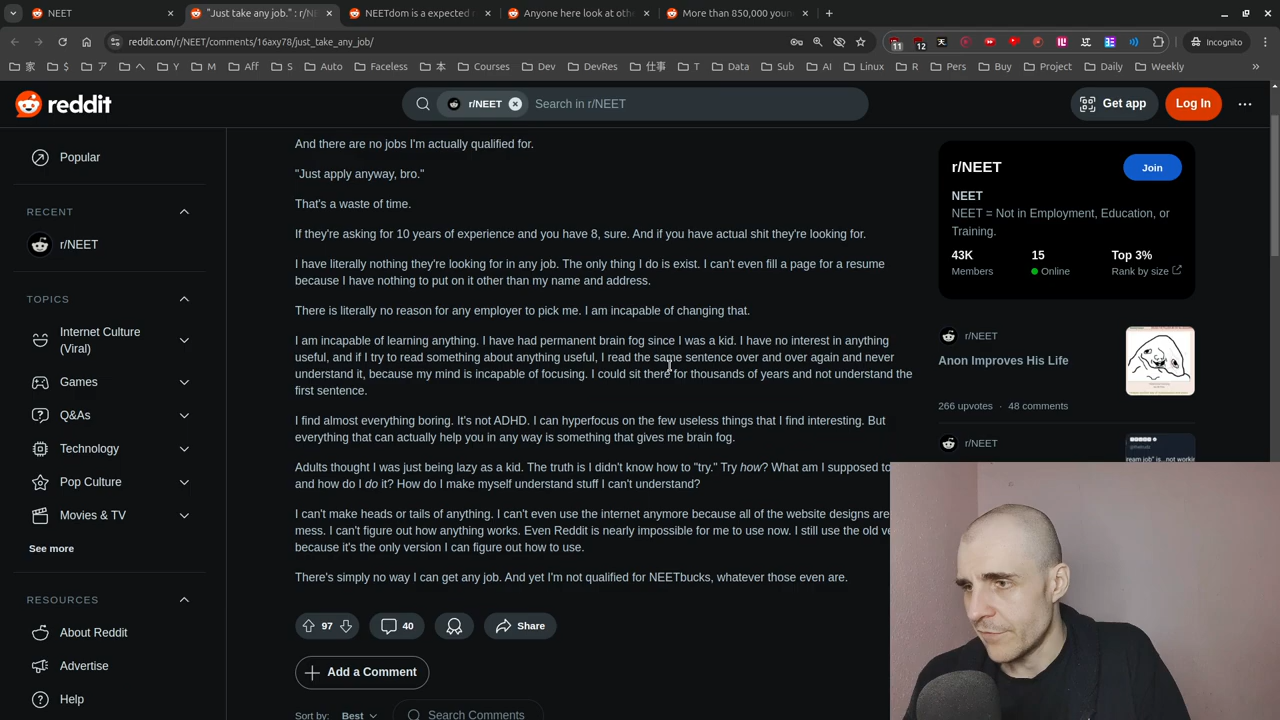 NEET
"Just take any job." : r/N
NEETdom is a expected r
Anyone here look at oth
More than 850,000 youn
reddit.com/r/NEET/comments/16axy78/just_take_any_job/
11
12
Incognito
家
$
ア
へ
Y
M
Aff
S
Auto
Faceless
本
Courses
Dev
DevRes
仕事
T
Data
Sub
AI
Linux
R
Pers
Buy
Project
Daily
Weekly
reddit
r/NEET
Search in r/NEET
Get app
Log In
Popular
RECENT
r/NEET
TOPICS
Internet Culture
(Viral)
Games
Q&As
Technology
Pop Culture
Movies & TV
See more
RESOURCES
About Reddit
Advertise
Help
And there are no jobs I'm actually qualified for.
"Just apply anyway, bro."
That's a waste of time.
If they're asking for 10 years of experience and you have 8, sure. And if you have actual shit they're looking for.
I have literally nothing they're looking for in any job. The only thing I do is exist. I can't even fill a page for a resume
because I have nothing to put on it other than my name and address.
There is literally no reason for any employer to pick me. I am incapable of changing that.
I am incapable of learning anything. I have had permanent brain fog since I was a kid. I have no interest in anything
useful, and if I try to read something about anything useful, I read the same sentence over and over again and never
understand it, because my mind is incapable of focusing. I could sit there for thousands of years and not understand the
first sentence.
I find almost everything boring. It's not ADHD. I can hyperfocus on the few useless things that I find interesting. But
everything that can actually help you in any way is something that gives me brain fog.
Adults thought I was just being lazy as a kid. The truth is I didn't know how to "try." Try how? What am I supposed to
and how do I do it? How do I make myself understand stuff I can't understand?
I can't make heads or tails of anything. I can't even use the internet anymore because all of the website designs are
mess. I can't figure out how anything works. Even Reddit is nearly impossible for me to use now. I still use the old ve
because it's the only version I can figure out how to use.
There's simply no way I can get any job. And yet I'm not qualified for NEETbucks, whatever those even are.
97
40
Share
Add a Comment
Sort by:
Best
Search Comments
r/NEET
Join
NEET
NEET = Not in Employment, Education, or
Training.
43K
15
Top 3%
Members
Online
Rank by size
r/NEET
Anon Improves His Life
266 upvotes · 48 comments
r/NEET
ream job" is...not workin